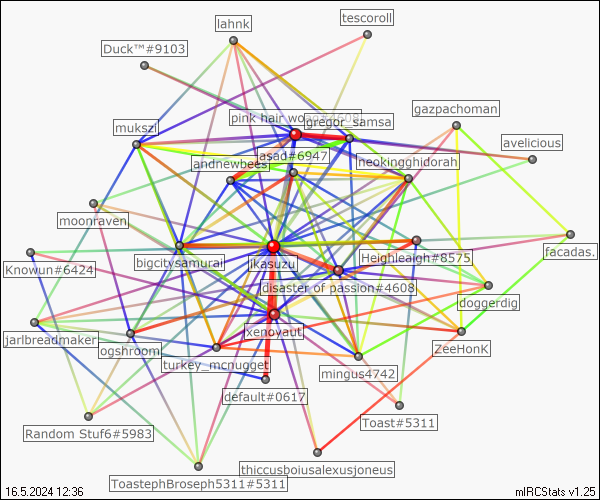 lahnk
tescoroll
Duck™#9103
gazpachoman
pink hair wo
gregor_samsa
mukszi
avelicious
asad#6947
neokingghidorah
andnewbees
moonraven
facadas.
bigcitysamurai
jkasuzu
Heighleaigh#8575
Knowun#6424
disaster of passion#4608
doggerdig
xenoyaut
jarlbreadmaker
ogshroom
ZeeHonK
turkey_mcnugget
mingus4742
default#0617
Toast#5311
Random Stuf6#5983
thiccusboiusalexusjoneus
ToastephBroseph5311#5311
16.5.2024 12:36
mIRCStats v1.25